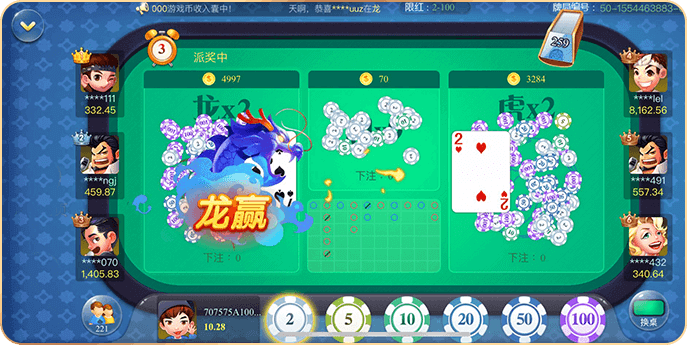 000游戏币收入囊中!
天啊，恭喜****uuz在龙
限红：2-100
牌局编号：50-1554463883-
3
派奖中
259
4997
70
3284
龙x2
虎x2
****111
332.45
****lel
8,162.56
2
2
龙赢
下注
****ngj
459.87
****491
557.34
****070
1,405.83
****432
340.64
下注：0
下注：0
221
707575A100...
10.28
2
5
10
20
50
100
换桌